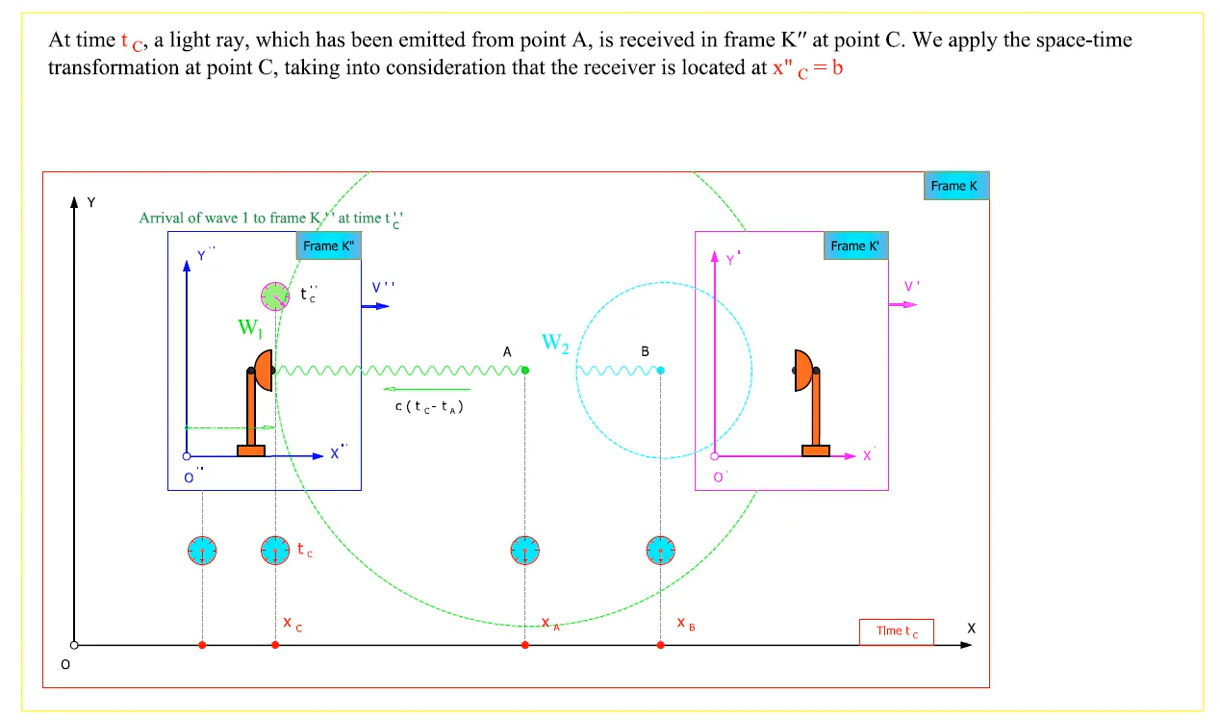 At time t C, a light ray, which has been emitted from point A, is received in frame K″ at point C. We apply the space-time
transformation at point C, taking into consideration that the receiver is located at x" C = b
Frame K
Y
Arrival of wave 1 to frame K'' at time t''C
Frame K"
Frame K'
Y''
Y'
t''C
V''
V'
W1
W2
A
B
c(tC-tA)
X''
X'
O''
O'
tC
XC
XA
XB
TIme tC
X
O